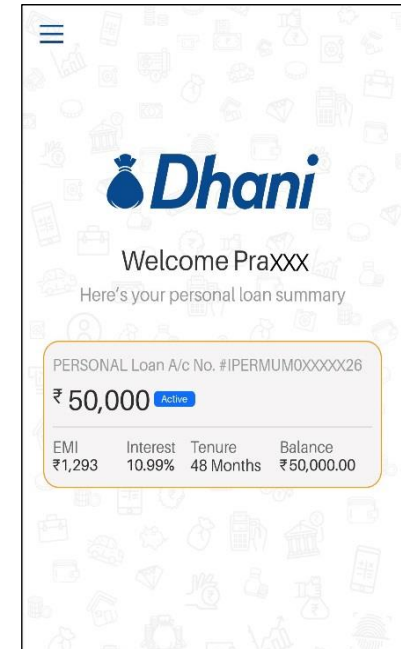 Dhani
Welcome PraXXX
Here's your personal loan summary
PERSONAL Loan A/c No. #IPERMUM0XXXXX26
₹ 50,000 Active
EMI Interest Tenure Balance
₹1,293 10.99% 48 Months ₹50,000.00